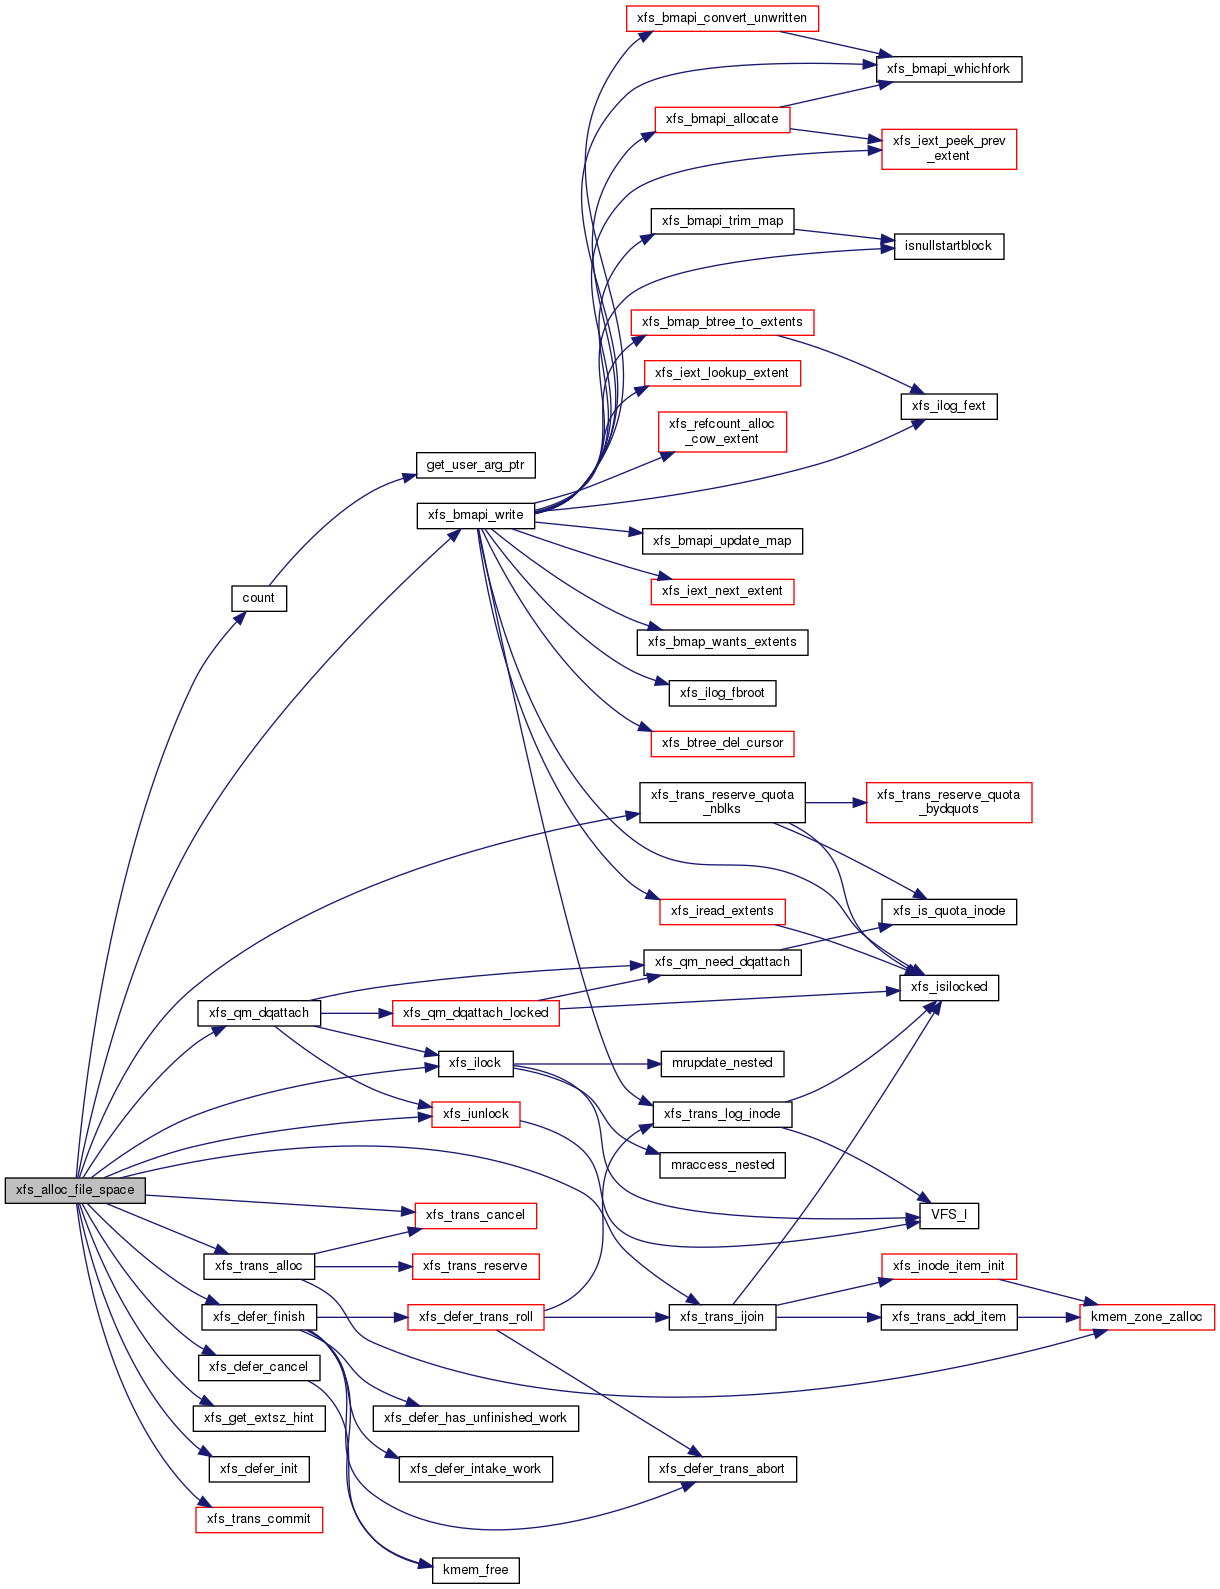 xfs_bmapi_convert_unwritten
xfs_bmapi_whichfork
xfs_bmapi_allocate
xfs_iext_peek_prev
_extent
xfs_bmapi_trim_map
isnullstartblock
xfs_bmap_btree_to_extents
xfs_iext_lookup_extent
xfs_ilog_fext
xfs_refcount_alloc
_cow_extent
get_user_arg_ptr
xfs_bmapi_write
xfs_bmapi_update_map
xfs_iext_next_extent
count
xfs_bmap_wants_extents
xfs_ilog_fbroot
xfs_btree_del_cursor
xfs_trans_reserve_quota
_nblks
xfs_trans_reserve_quota
_bydquots
xfs_iread_extents
xfs_is_quota_inode
xfs_qm_need_dqattach
xfs_isilocked
xfs_qm_dqattach
xfs_qm_dqattach_locked
xfs_ilock
mrupdate_nested
xfs_iunlock
xfs_trans_log_inode
mraccess_nested
xfs_alloc_file_space
xfs_trans_cancel
VFS_I
xfs_trans_alloc
xfs_trans_reserve
xfs_inode_item_init
xfs_defer_finish
xfs_defer_trans_roll
xfs_trans_ijoin
xfs_trans_add_item
kmem_zone_zalloc
xfs_defer_cancel
xfs_get_extsz_hint
xfs_defer_has_unfinished_work
xfs_defer_init
xfs_defer_intake_work
xfs_defer_trans_abort
xfs_trans_commit
kmem_free